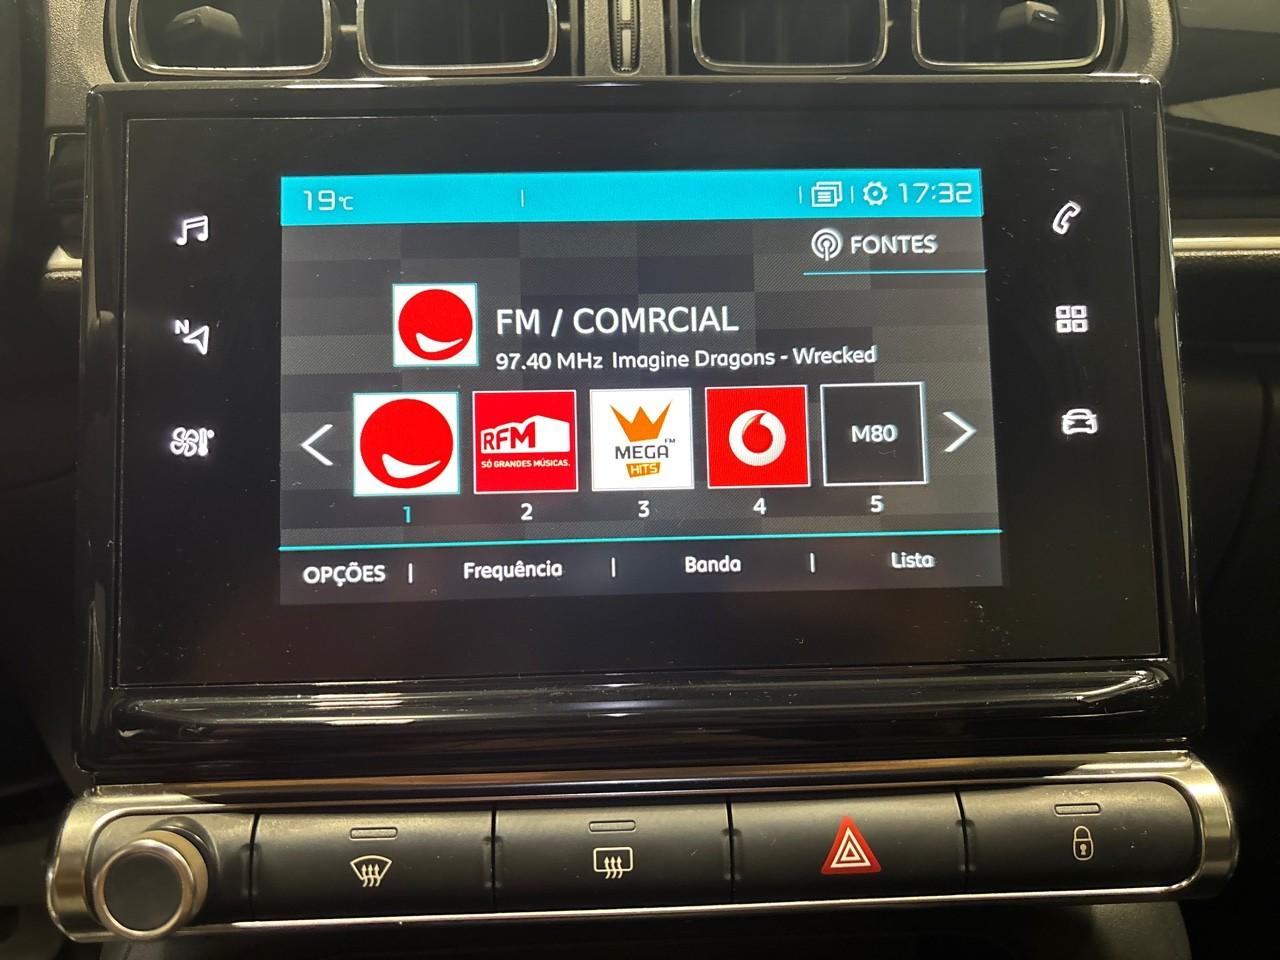 19°C
17:32
FONTES
FM / COMRCIAL
97.40 MHz Imagine Dragons - Wrecked
RFM
SÓ GRANDES MÚSICAS.
MEGA FM
HITS
M80
1 2 3 4 5
OPÇÕES | Frequência | Banda | Lista
N